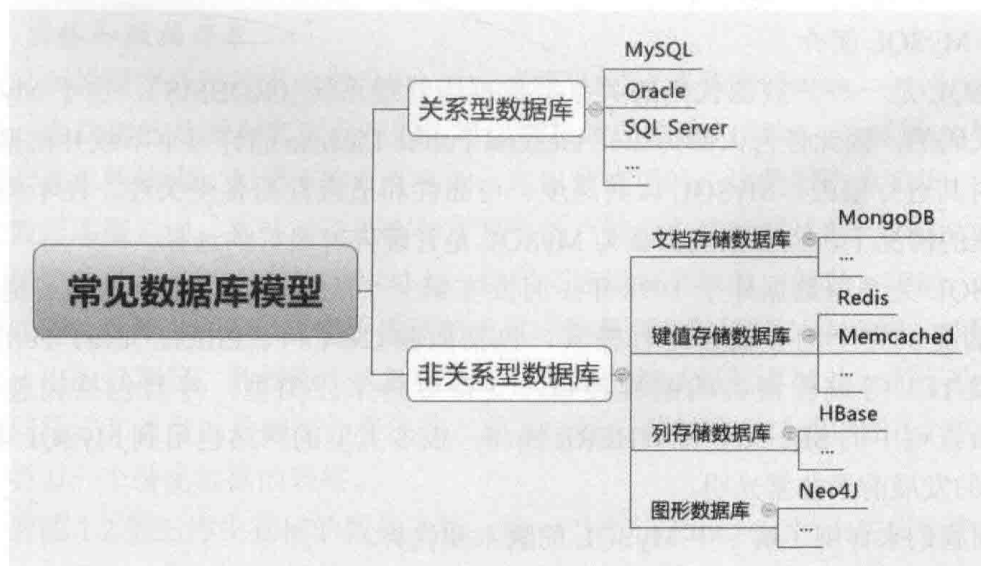 常见数据库模型
关系型数据库
MySQL
Oracle
SQL Server
...
非关系型数据库
文档存储数据库
MongoDB
...
键值存储数据库
Redis
Memcached
...
列存储数据库
HBase
...
图形数据库
Neo4J
...